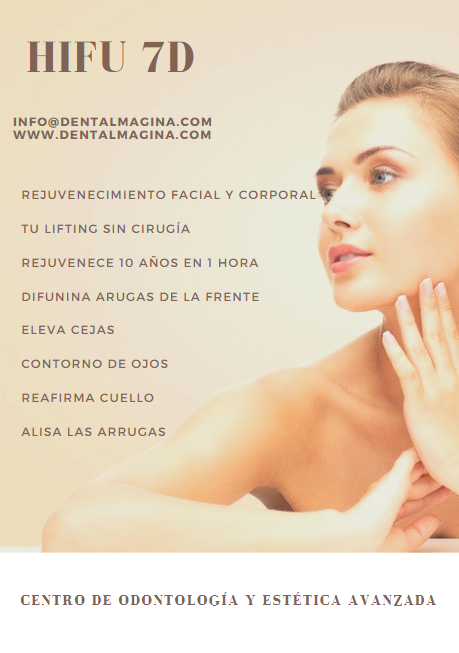 HIFU 7D
INFO@DENTALMAGINA.COM
WWW.DENTALMAGINA.COM
REJUVENECIMIENTO FACIAL Y CORPORAL
TU LIFTING SIN CIRUGÍA
REJUVENECE 10 AÑOS EN 1 HORA
DIFUNINA ARUGAS DE LA FRENTE
ELEVA CEJAS
CONTORNO DE OJOS
REAFIRMA CUELLO
ALISA LAS ARRUGAS
CENTRO DE ODONTOLOGÍA Y ESTÉTICA AVANZADA